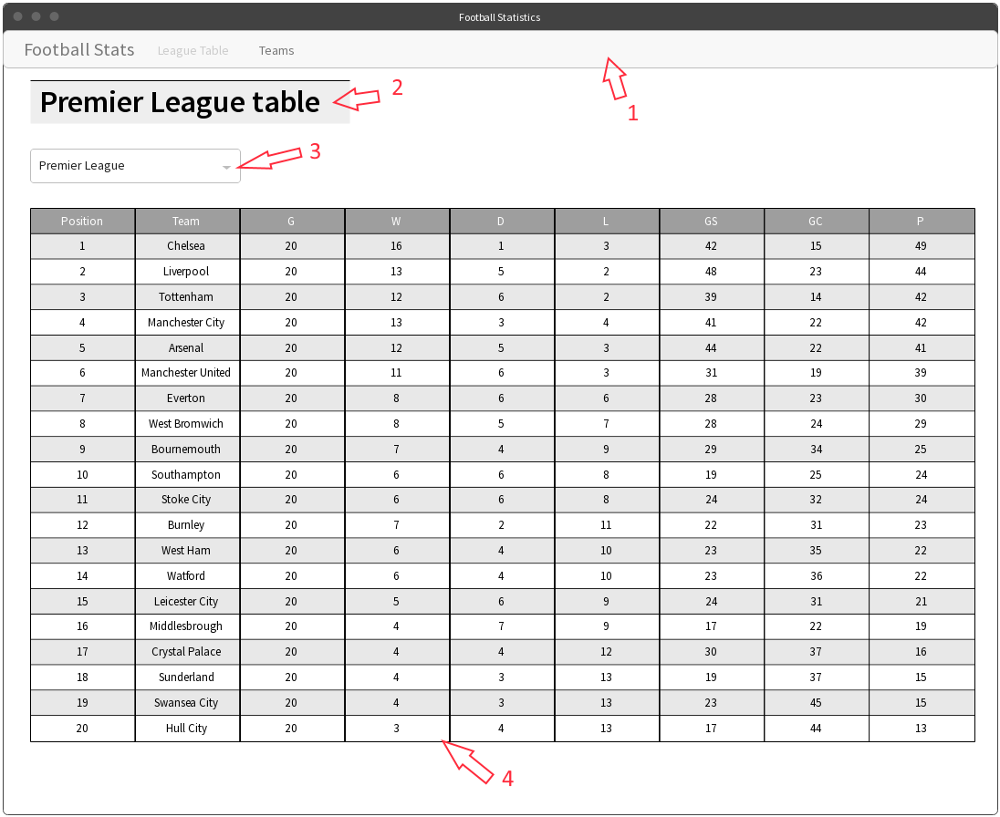 Football Statistics
Football Stats League Table Teams
1
Premier League table 2
Premier League 3
Position Team G W D L GS GC P
1 Chelsea 20 16 1 3 42 15 49
2 Liverpool 20 13 5 2 48 23 44
3 Tottenham 20 12 6 2 39 14 42
4 Manchester City 20 13 3 4 41 22 42
5 Arsenal 20 12 5 3 44 22 41
6 Manchester United 20 11 6 3 31 19 39
7 Everton 20 8 6 6 28 23 30
8 West Bromwich 20 8 5 7 28 24 29
9 Bournemouth 20 7 4 9 29 34 25
10 Southampton 20 6 6 8 19 25 24
11 Stoke City 20 6 6 8 24 32 24
12 Burnley 20 7 2 11 22 31 23
13 West Ham 20 6 4 10 23 35 22
14 Watford 20 6 4 10 23 36 22
15 Leicester City 20 5 6 9 24 31 21
16 Middlesbrough 20 4 7 9 17 22 19
17 Crystal Palace 20 4 4 12 30 37 16
18 Sunderland 20 4 3 13 19 37 15
19 Swansea City 20 4 3 13 23 45 15
20 Hull City 20 3 4 13 17 44 13
4